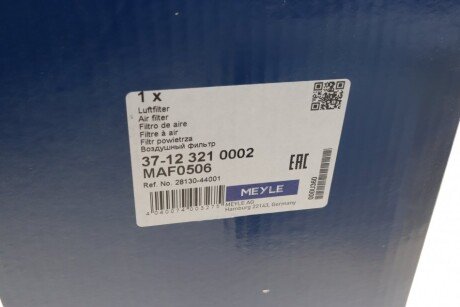 1 x
Luftfilter
Air filter
Filtro de aire
Filtre à air
Filtr powietrza
Воздушный фильтр
37-12 321 0002
MAF0506
Ref. No. 28130-44001
EAC
MEYLE
MEYLE AG
Hamburg 22143, Germany